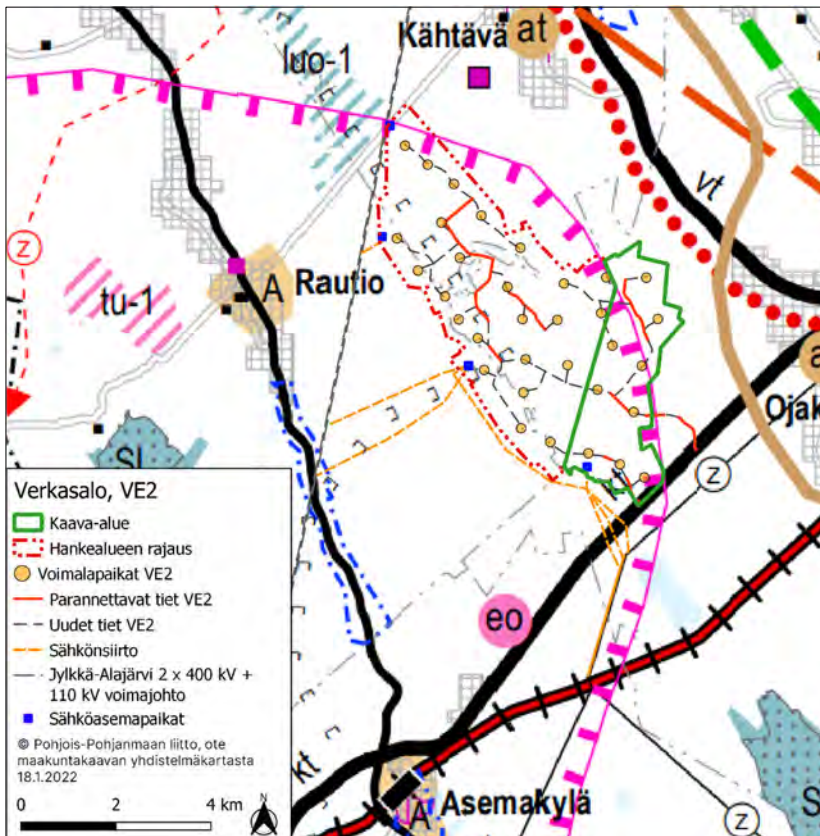 Kähtävä
at
luo-1
vt
Z
A
Rautio
tu-1
a
Ojak
SL
Z
Verkasalo, VE2
Kaava-alue
Hankealueen rajaus
Voimalapaikat VE2
Parannettavat tiet VE2
Uudet tiet VE2
Sähkönsiirto
Jylkkä-Alajärvi 2 x 400 kV +
110 kV voimajohto
Sähköasemapaikat
© Pohjois-Pohjanmaan liitto, ote
maakuntakaavan yhdistelmäkartasta
18.1.2022
0 2 4 km
N
eo
kt
A
Asemakylä
Z